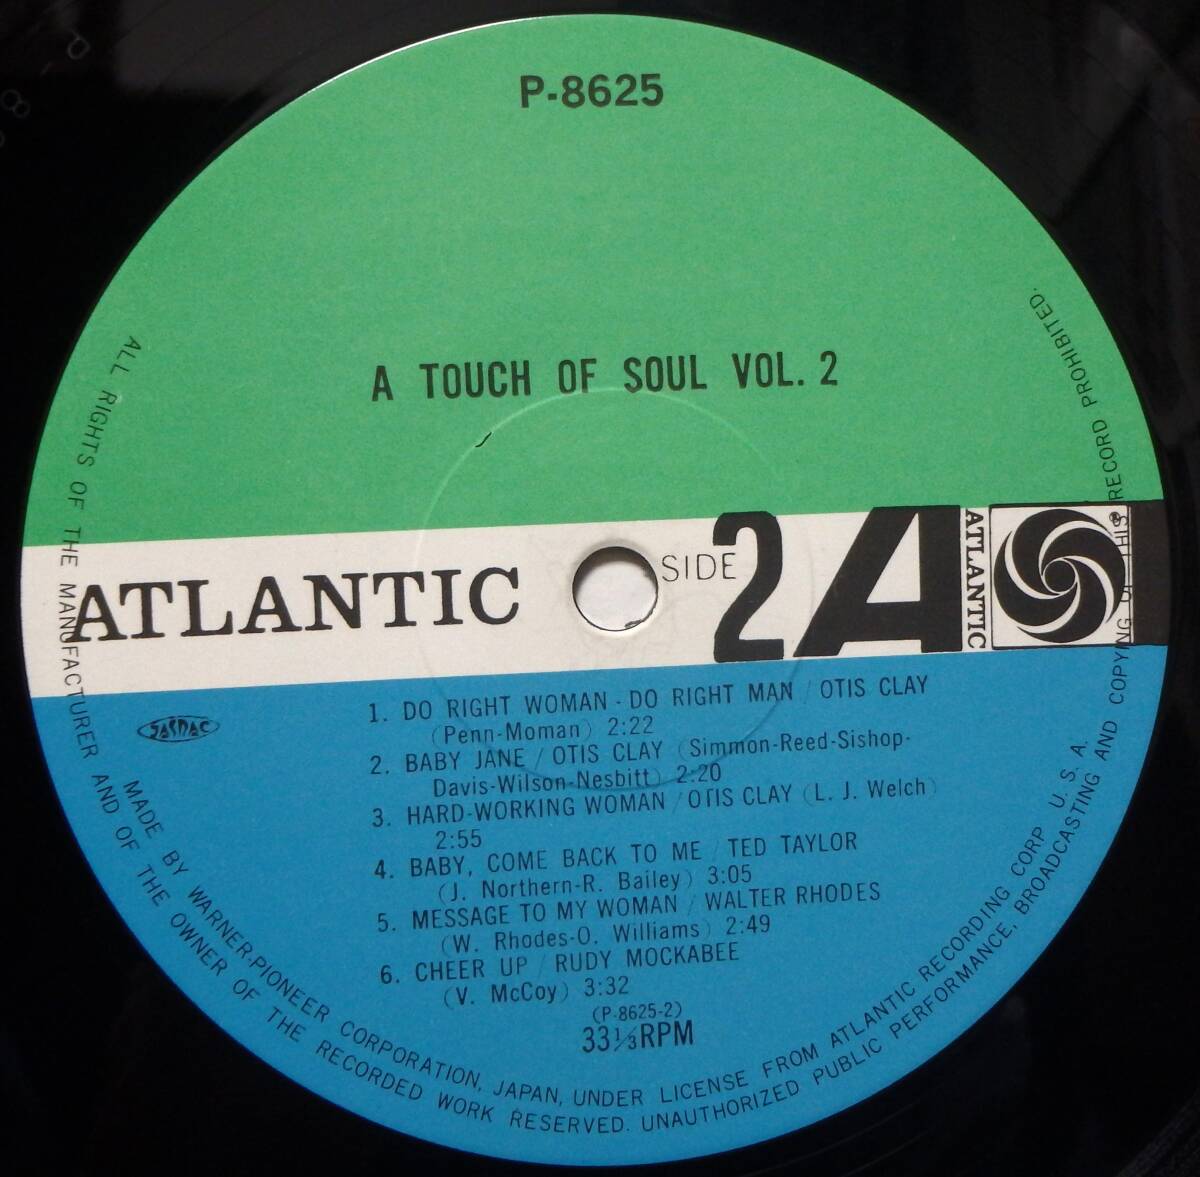 P-8625
A TOUCH OF SOUL VOL. 2
ATLANTIC
SIDE 2
A
ATLANTIC
®
JASRAC
1. DO RIGHT WOMAN - DO RIGHT MAN / OTIS CLAY
(Penn-Moman) 2:22
2. BABY JANE / OTIS CLAY (Simmon-Reed-Sishop-
Davis-Wilson-Nesbitt) 2:20
3. HARD-WORKING WOMAN / OTIS CLAY (L. J. Welch)
2:55
4. BABY, COME BACK TO ME / TED TAYLOR
(J. Northern-R. Bailey) 3:05
5. MESSAGE TO MY WOMAN / WALTER RHODES
(W. Rhodes-O. Williams) 2:49
6. CHEER UP / RUDY MOCKABEE
(V. McCoy) 3:32
(P-8625-2)
33 1/3 RPM
MADE BY WARNER-PIONEER CORPORATION, JAPAN, UNDER LICENSE FROM ATLANTIC RECORDING CORP. U. S. A.
ALL RIGHTS OF THE MANUFACTURER AND OF THE OWNER OF THE RECORDED WORK RESERVED. UNAUTHORIZED PUBLIC PERFORMANCE, BROADCASTING AND COPYING OF THIS RECORD PROHIBITED.